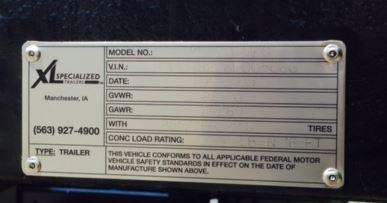 XL SPECIALIZED
TRAILERS
Manchester, IA
(563) 927-4900
TYPE: TRAILER
MODEL NO.:
V.I.N.:
DATE:
GVWR:
GAWR:
WITH TIRES
CONC LOAD RATING:
THIS VEHICLE CONFORMS TO ALL APPLICABLE FEDERAL MOTOR
VEHICLE SAFETY STANDARDS IN EFFECT ON THE DATE OF
MANUFACTURE SHOWN ABOVE.